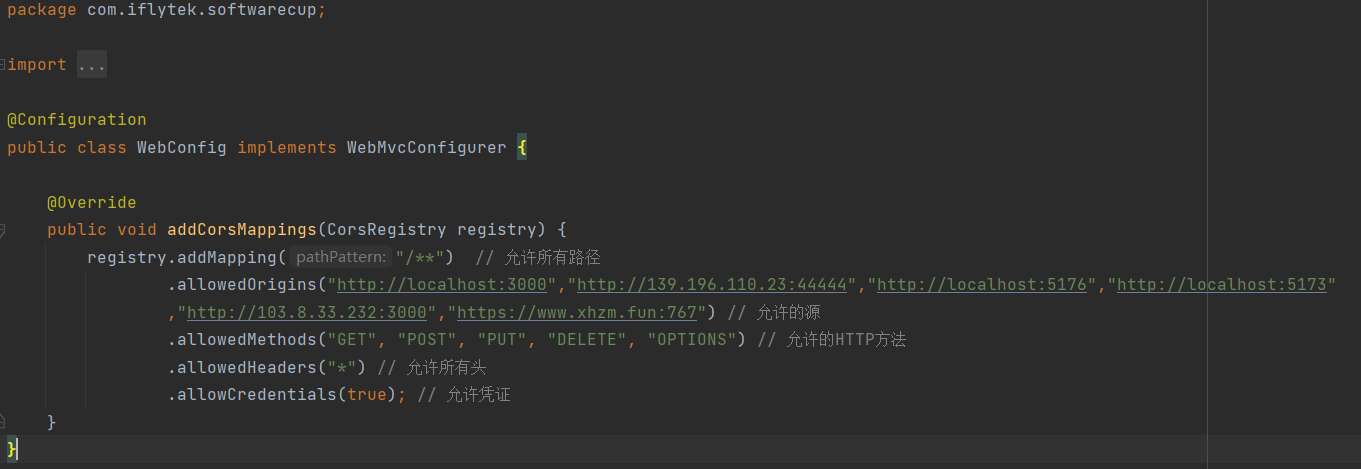 package com.iflytek.softwarecup;
import ...
@Configuration
public class WebConfig implements WebMvcConfigurer {
@Override
public void addCorsMappings(CorsRegistry registry) {
registry.addMapping( pathPattern: "/**")  // 允许所有路径
.allowedOrigins("http://localhost:3000","http://139.196.110.23:44444","http://localhost:5176","http://localhost:5173"
,"http://103.8.33.232:3000","https://www.xhzm.fun:767") // 允许的源
.allowedMethods("GET", "POST", "PUT", "DELETE", "OPTIONS") // 允许的HTTP方法
.allowedHeaders("*") // 允许所有头
.allowCredentials(true); // 允许凭证
}
}